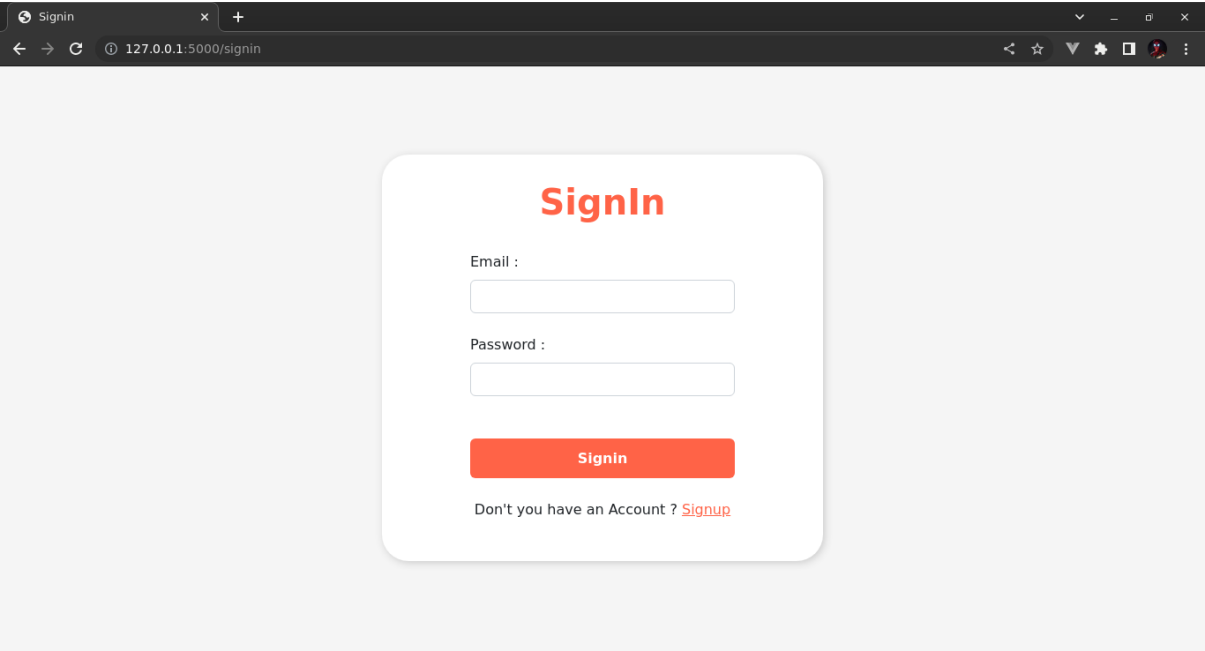 Signin
127.0.0.1:5000/signin
SignIn
Email :
Password :
Signin
Don't you have an Account ? Signup